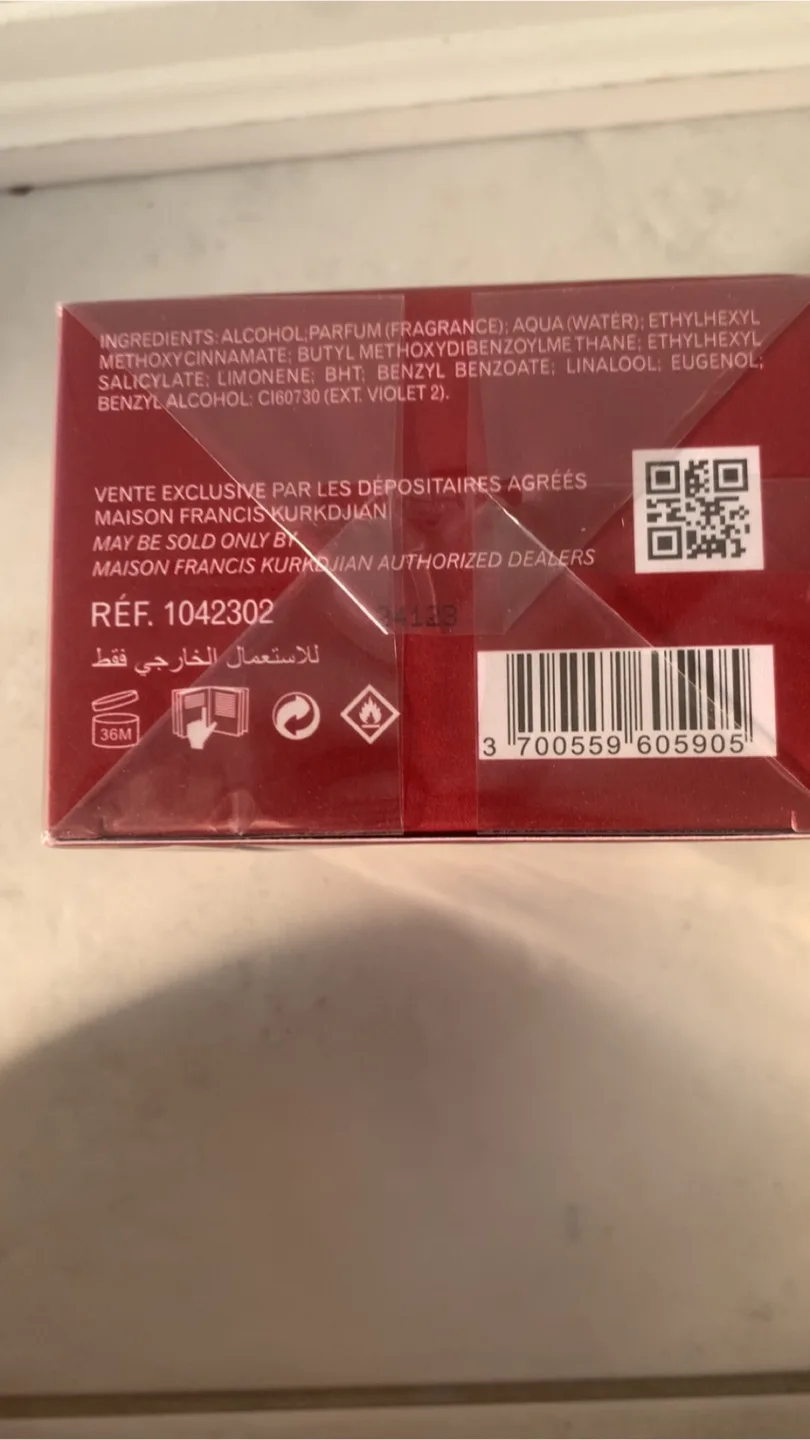 INGREDIENTS: ALCOHOL;PARFUM (FRAGRANCE); AQUA (WATER); ETHYLHEXYL
METHOXYCINNAMATE; BUTYL METHOXYDIBENZOYLMETHANE; ETHYLHEXYL
SALICYLATE; LIMONENE; BHT; BENZYL BENZOATE; LINALOOL; EUGENOL;
BENZYL ALCOHOL: CI60730 (EXT. VIOLET 2).
VENTE EXCLUSIVE PAR LES DÉPOSITAIRES AGRÉÉS
MAISON FRANCIS KURKDJIAN
MAY BE SOLD ONLY BY
MAISON FRANCIS KURKDJIAN AUTHORIZED DEALERS
RÉF. 1042302
للاستعمال الخارجي فقط
36M
3 700559 605905